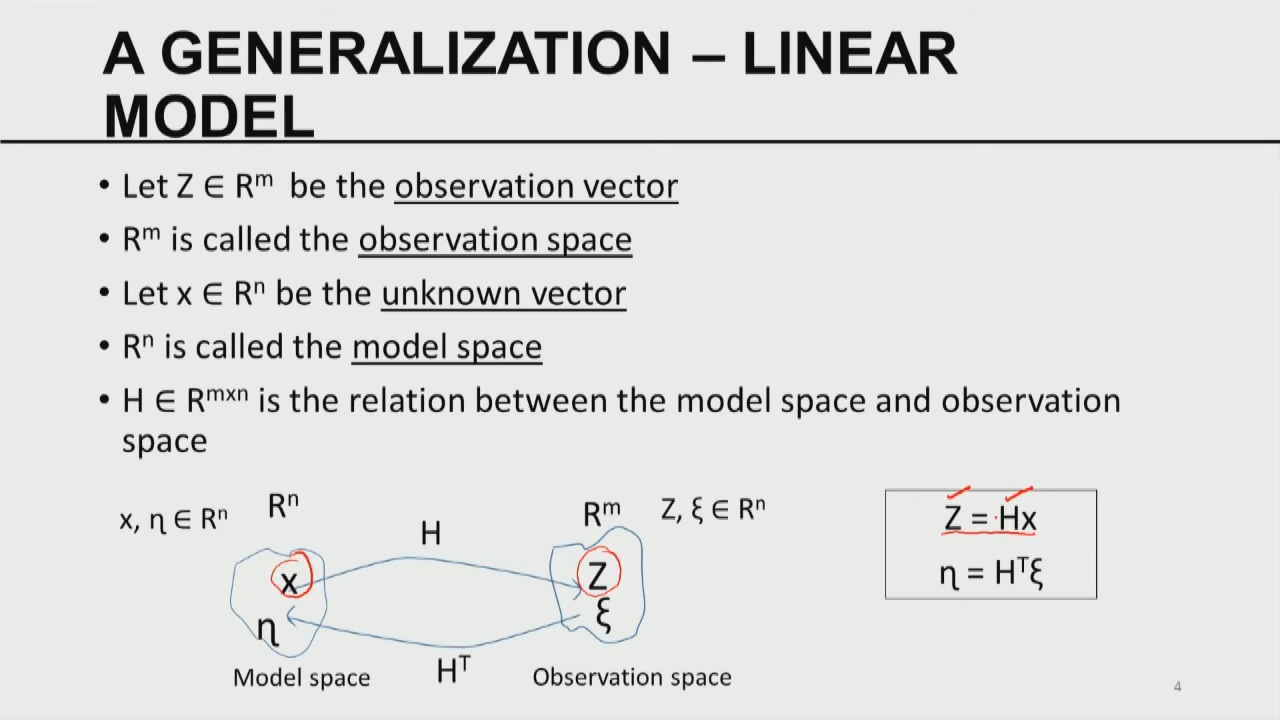 A GENERALIZATION – LINEAR
MODEL
• Let Z ∈ Rᵐ be the observation vector
• Rᵐ is called the observation space
• Let x ∈ Rⁿ be the unknown vector
• Rⁿ is called the model space
• H ∈ Rᵐˣⁿ is the relation between the model space and observation
space
x, η ∈ Rⁿ
Rⁿ
H
Rᵐ
Z, ξ ∈ Rⁿ
x
η
Z
ξ
Hᵀ
Model space
Observation space
Z = Hx
η = Hᵀξ
4